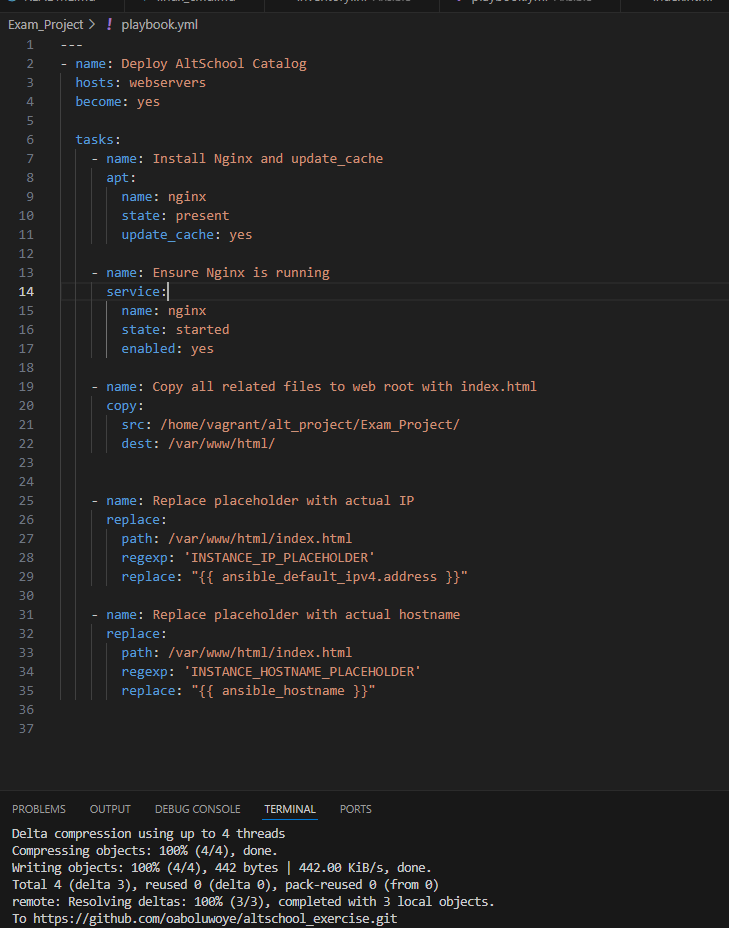 Exam_Project > ! playbook.yml
1 ---
2 - name: Deploy AltSchool Catalog
3 hosts: webservers
4 become: yes
5
6 tasks:
7 - name: Install Nginx and update_cache
8 apt:
9 name: nginx
10 state: present
11 update_cache: yes
12
13 - name: Ensure Nginx is running
14 service:
15 name: nginx
16 state: started
17 enabled: yes
18
19 - name: Copy all related files to web root with index.html
20 copy:
21 src: /home/vagrant/alt_project/Exam_Project/
22 dest: /var/www/html/
23
24
25 - name: Replace placeholder with actual IP
26 replace:
27 path: /var/www/html/index.html
28 regexp: 'INSTANCE_IP_PLACEHOLDER'
29 replace: "{{ ansible_default_ipv4.address }}"
30
31 - name: Replace placeholder with actual hostname
32 replace:
33 path: /var/www/html/index.html
34 regexp: 'INSTANCE_HOSTNAME_PLACEHOLDER'
35 replace: "{{ ansible_hostname }}"
36
37
PROBLEMS OUTPUT DEBUG CONSOLE TERMINAL PORTS
Delta compression using up to 4 threads
Compressing objects: 100% (4/4), done.
Writing objects: 100% (4/4), 442 bytes | 442.00 KiB/s, done.
Total 4 (delta 3), reused 0 (delta 0), pack-reused 0 (from 0)
remote: Resolving deltas: 100% (3/3), completed with 3 local objects.
To https://github.com/oaboluwoye/altschool_exercise.git